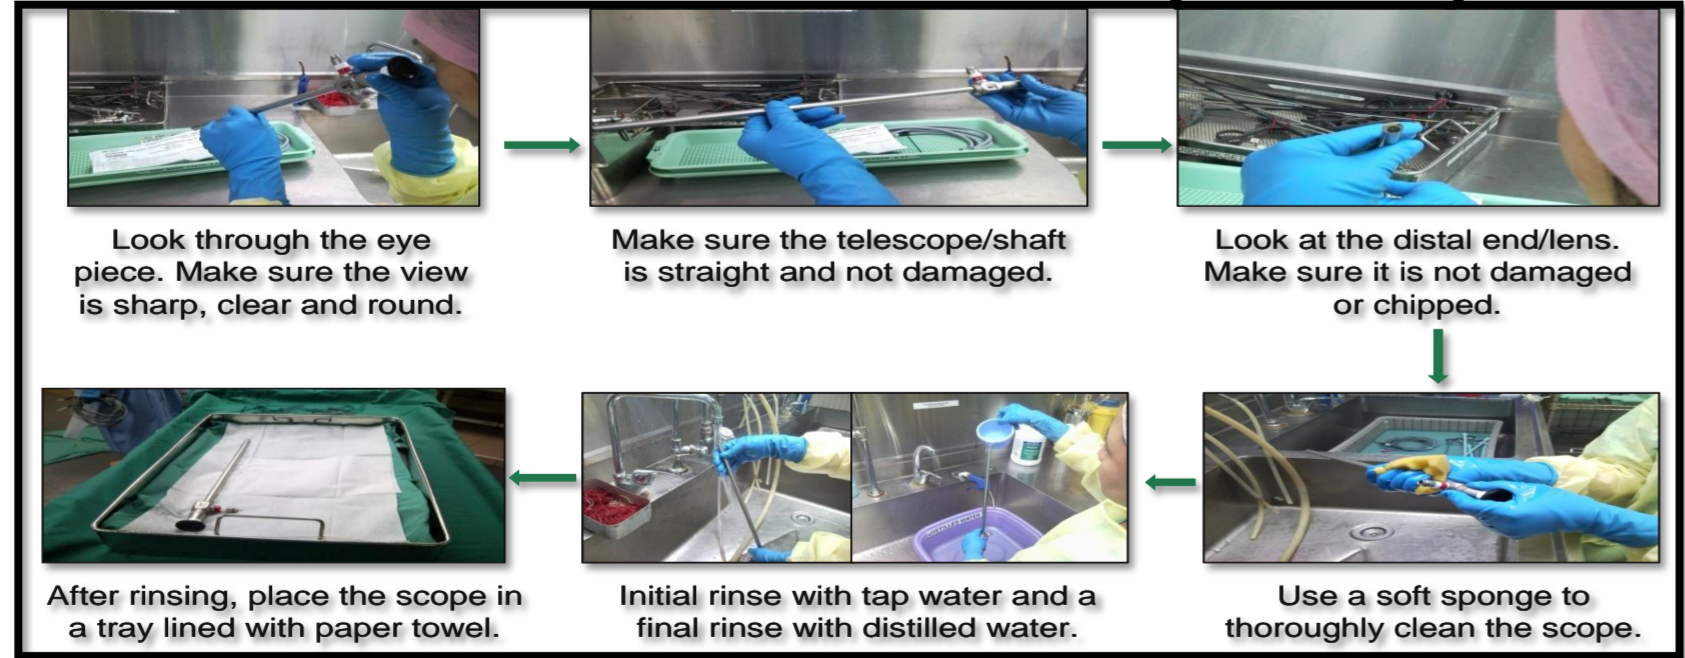 Look through the eye
piece. Make sure the view
is sharp, clear and round.
Make sure the telescope/shaft
is straight and not damaged.
Look at the distal end/lens.
Make sure it is not damaged
or chipped.
Use a soft sponge to
thoroughly clean the scope.
Initial rinse with tap water and a
final rinse with distilled water.
After rinsing, place the scope in
a tray lined with paper towel.